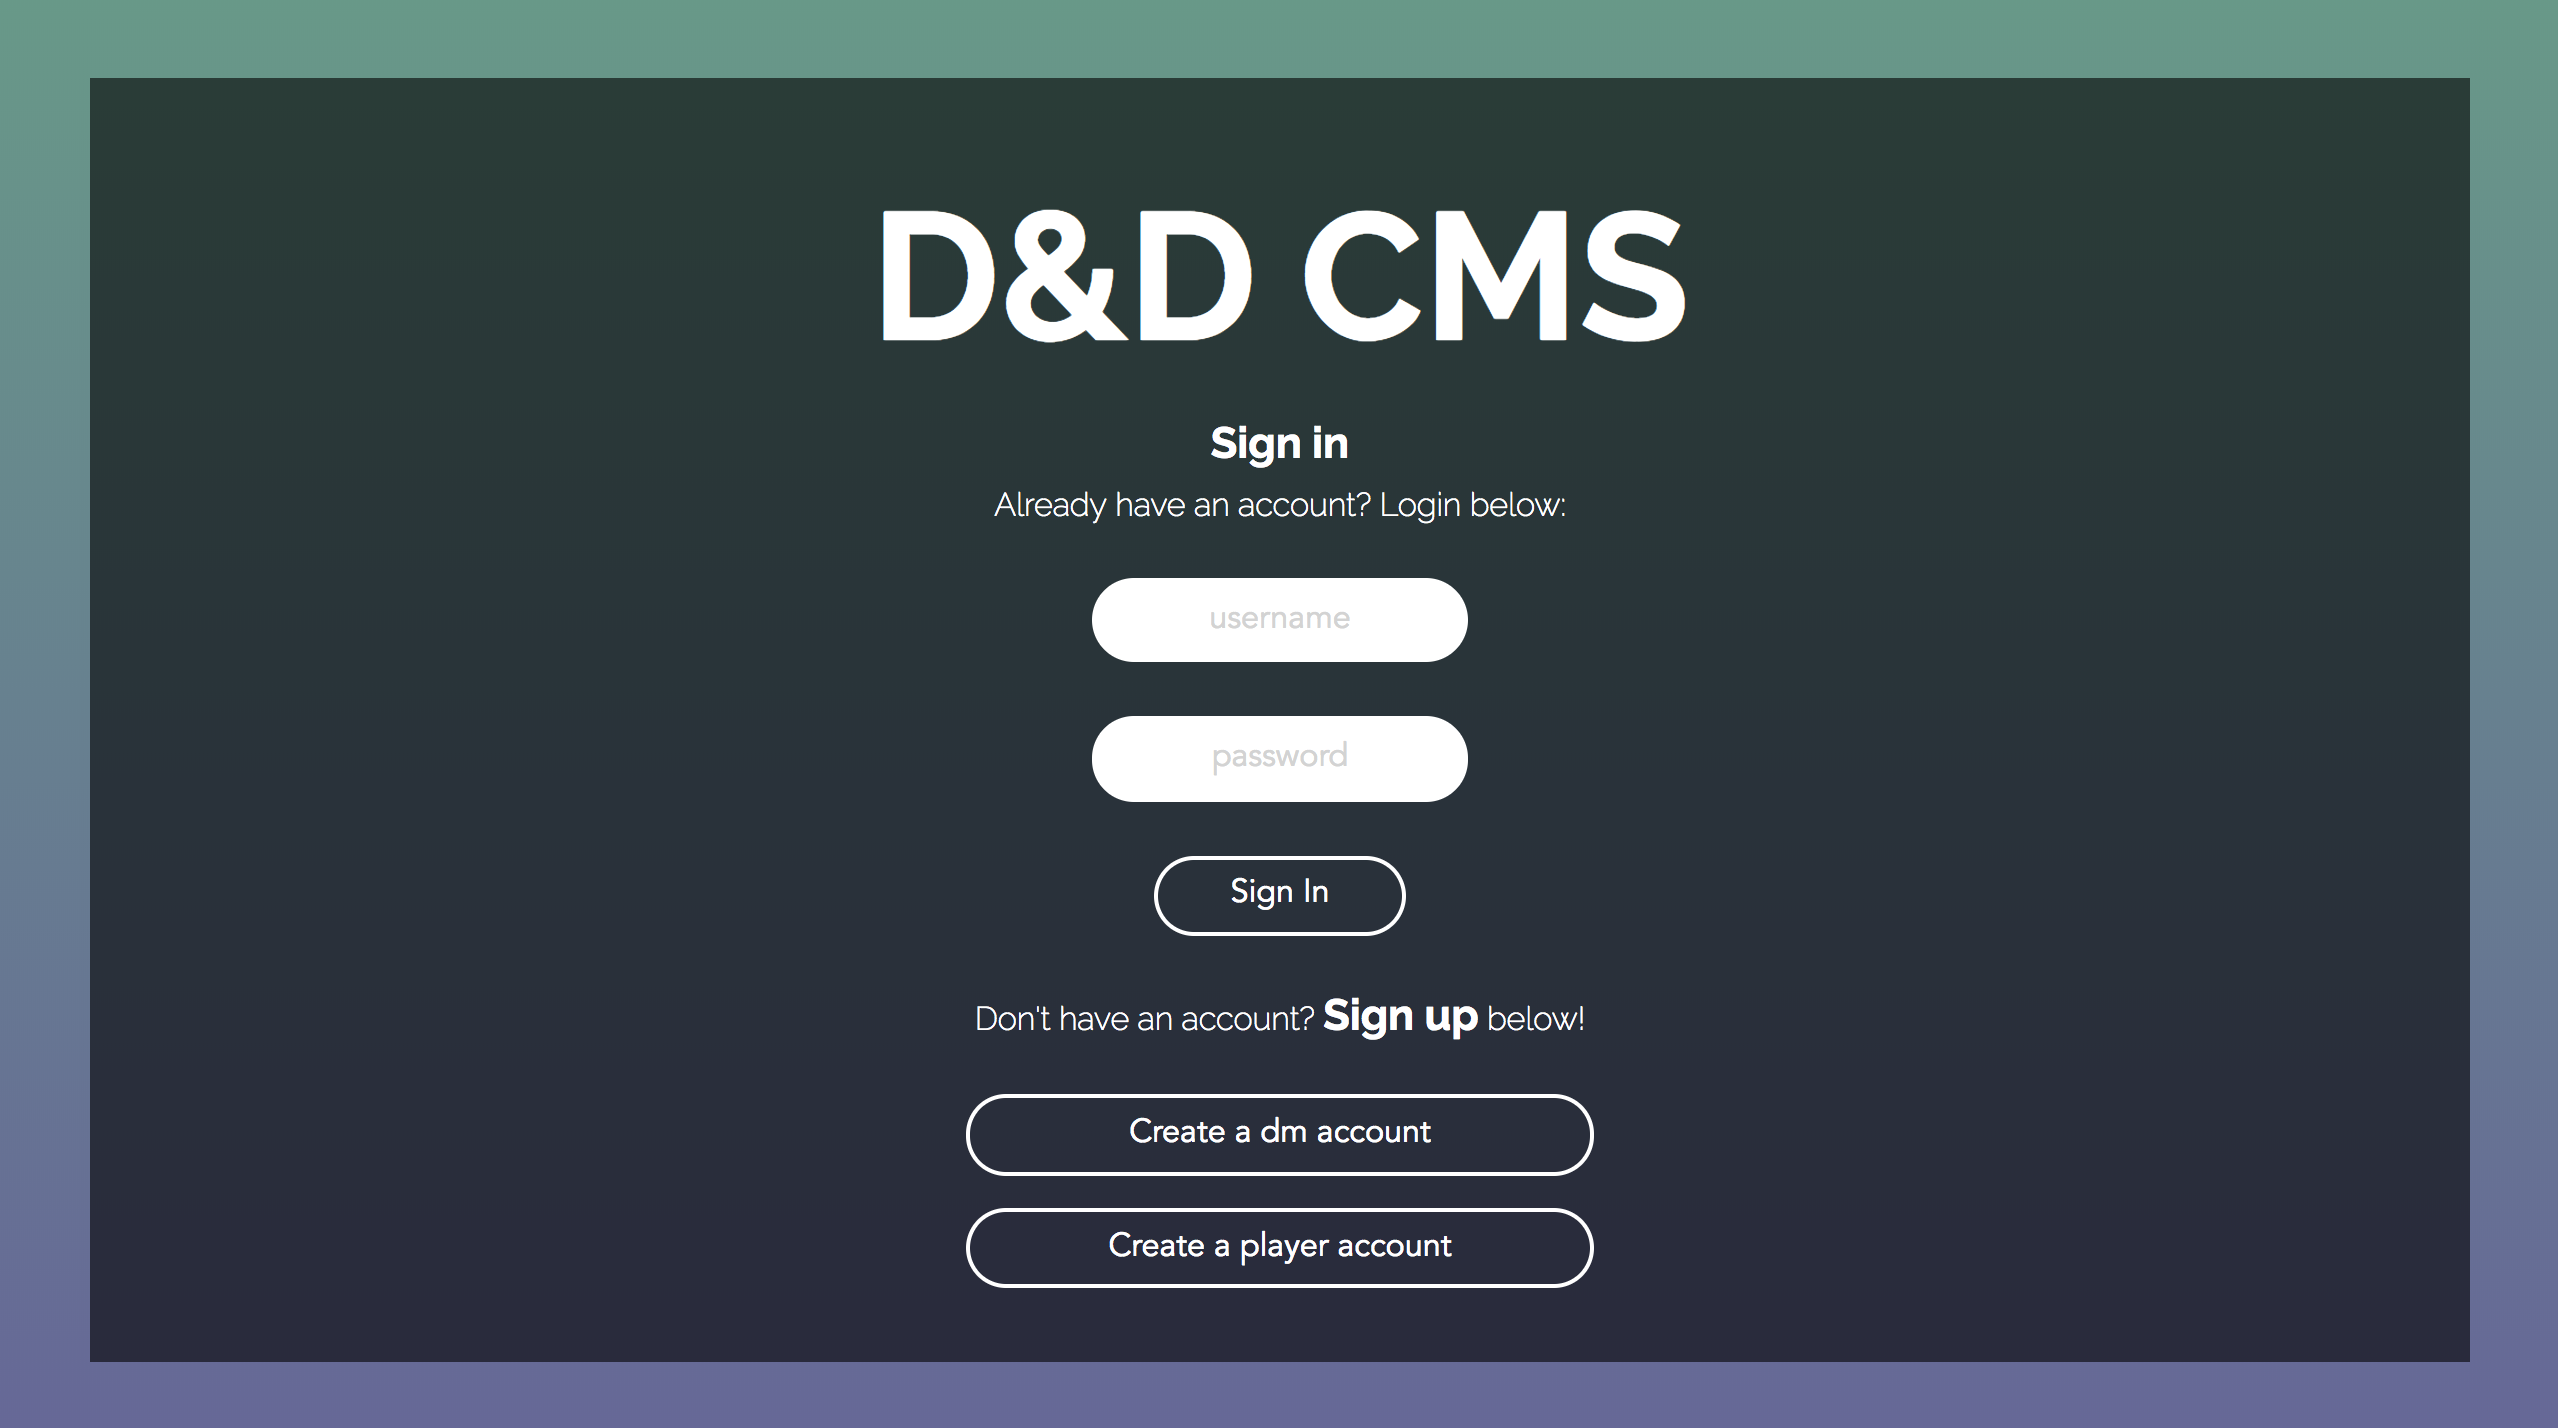 D&D CMS
Sign in
Already have an account? Login below:
username
password
Sign In
Don't have an account? Sign up below!
Create a dm account
Create a player account